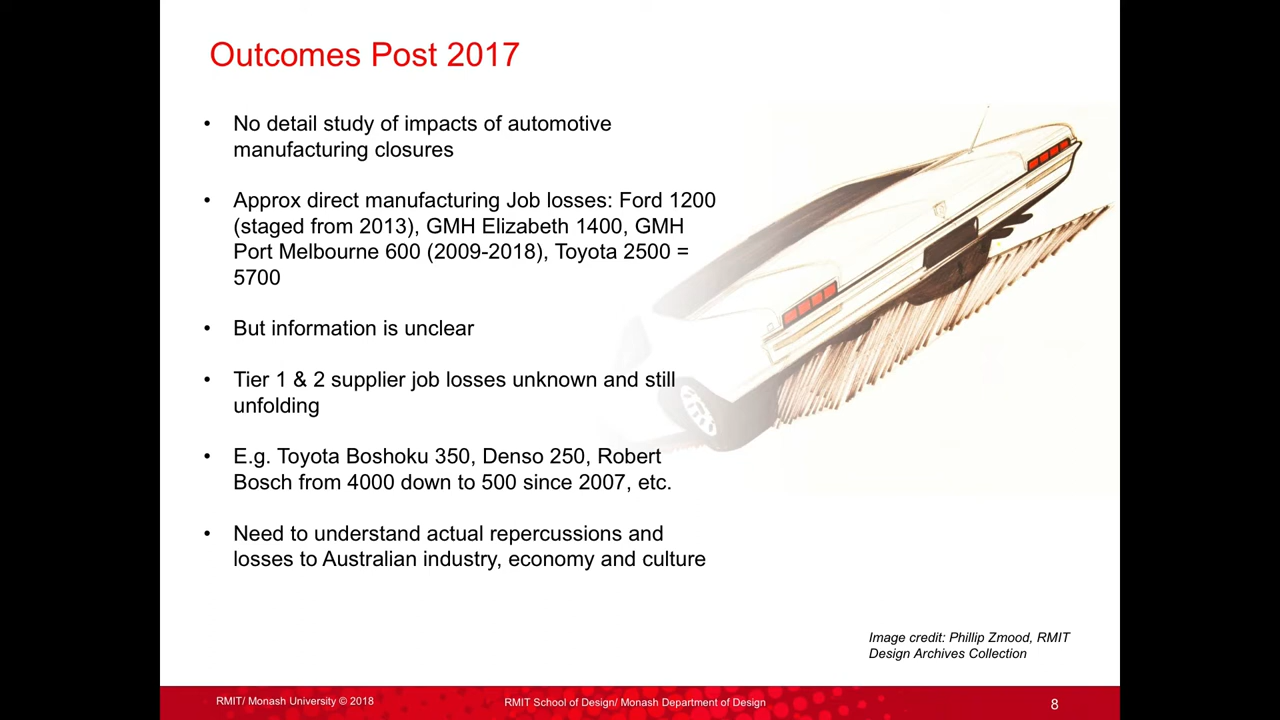 Outcomes Post 2017
• No detail study of impacts of automotive
manufacturing closures
• Approx direct manufacturing Job losses: Ford 1200
(staged from 2013), GMH Elizabeth 1400, GMH
Port Melbourne 600 (2009-2018), Toyota 2500 =
5700
• But information is unclear
• Tier 1 & 2 supplier job losses unknown and still
unfolding
• E.g. Toyota Boshoku 350, Denso 250, Robert
Bosch from 4000 down to 500 since 2007, etc.
• Need to understand actual repercussions and
losses to Australian industry, economy and culture
Image credit: Phillip Zmood, RMIT
Design Archives Collection
RMIT/ Monash University © 2018
RMIT School of Design/ Monash Department of Design
8